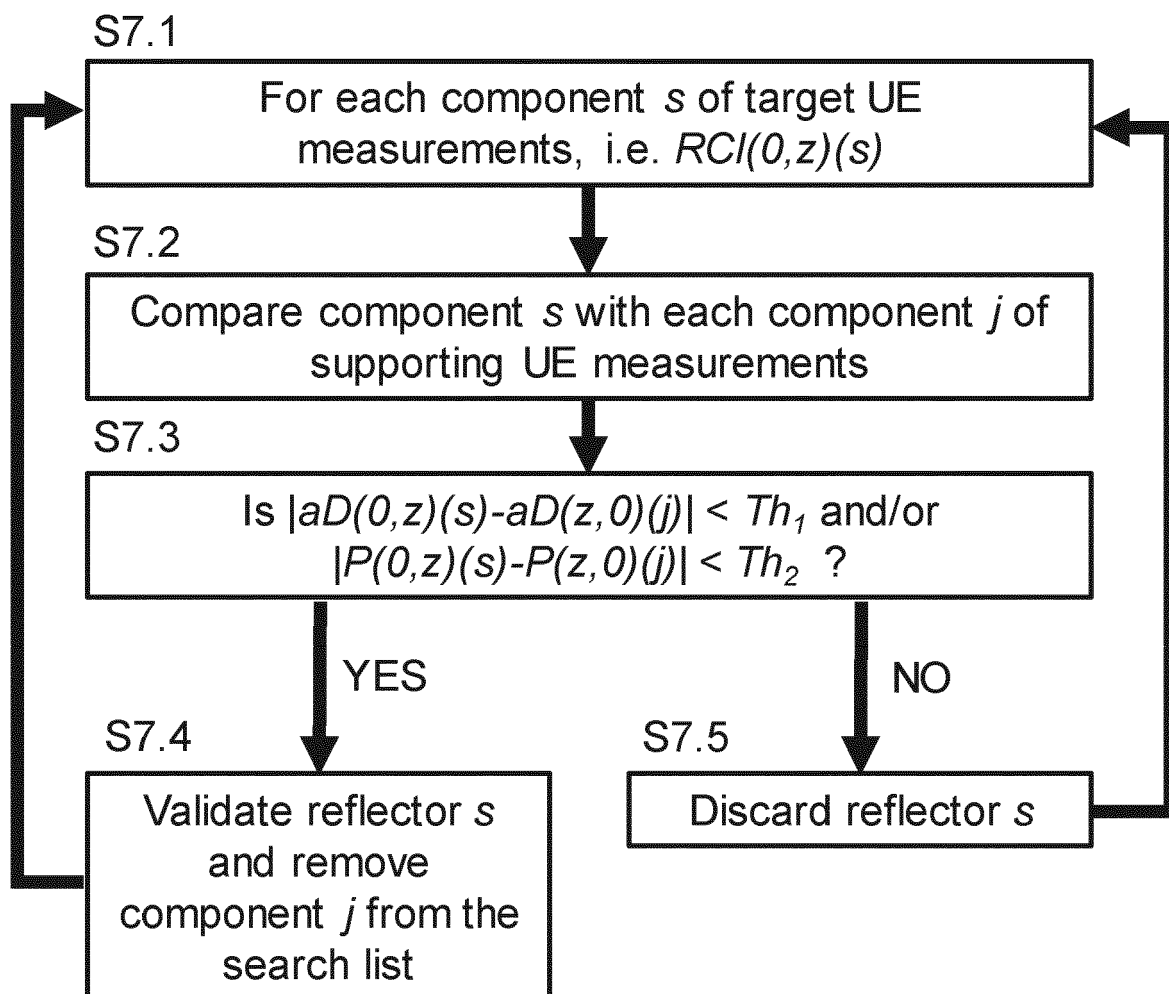 S7.1
For each component s of target UE
measurements, i.e. RCI(0,z)(s)
S7.2
Compare component s with each component j of
supporting UE measurements
S7.3
Is |aD(0,z)(s)-aD(z,0)(j)| < Th₁ and/or
|P(0,z)(s)-P(z,0)(j)| < Th₂ ?
YES
NO
S7.4
Validate reflector s
and remove
component j from the
search list
S7.5
Discard reflector s